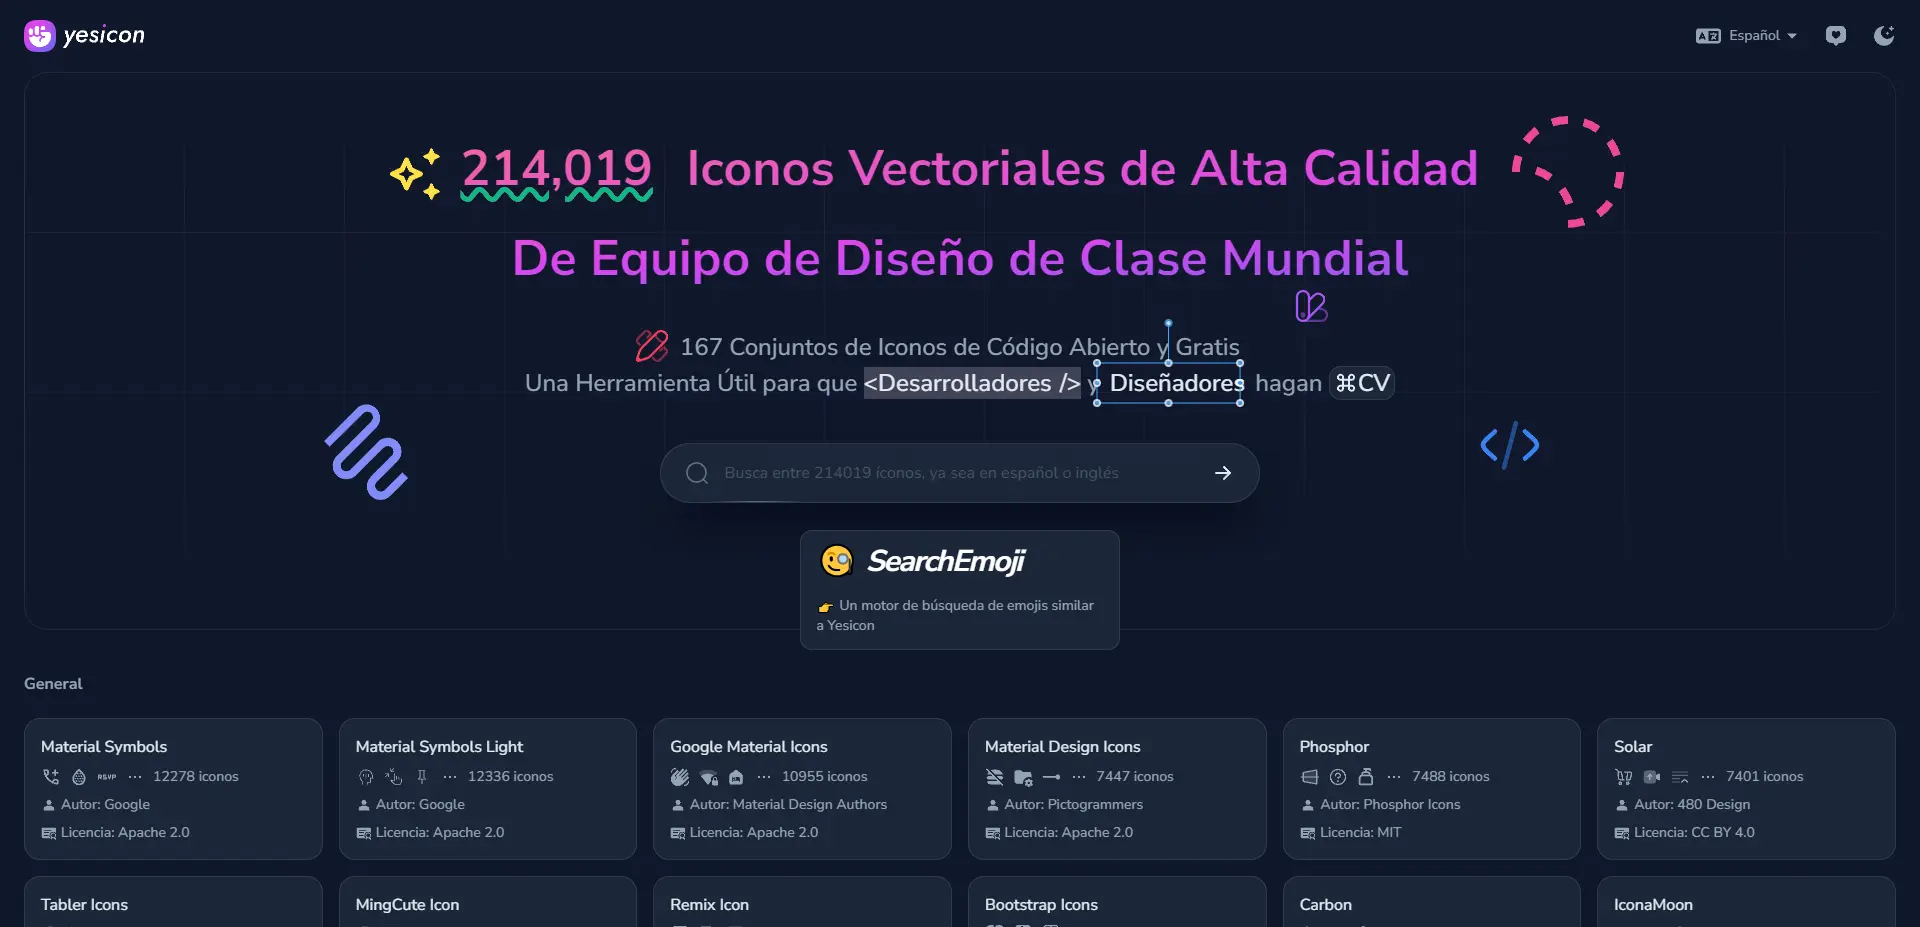 yesicon
Español
214,019 Iconos Vectoriales de Alta Calidad
De Equipo de Diseño de Clase Mundial
167 Conjuntos de Iconos de Código Abierto y Gratis
Una Herramienta Útil para que <Desarrolladores /> y Diseñadores hagan ⌘CV
Busca entre 214019 íconos, ya sea en español o inglés
SearchEmoji
👉 Un motor de búsqueda de emojis similar
a Yesicon
General
Material Symbols
RSVP ··· 12278 iconos
Autor: Google
Licencia: Apache 2.0
Material Symbols Light
··· 12336 iconos
Autor: Google
Licencia: Apache 2.0
Google Material Icons
··· 10955 iconos
Autor: Material Design Authors
Licencia: Apache 2.0
Material Design Icons
··· 7447 iconos
Autor: Pictogrammers
Licencia: Apache 2.0
Phosphor
··· 7488 iconos
Autor: Phosphor Icons
Licencia: MIT
Solar
··· 7401 iconos
Autor: 480 Design
Licencia: CC BY 4.0
Tabler Icons
MingCute Icon
Remix Icon
Bootstrap Icons
Carbon
IconaMoon